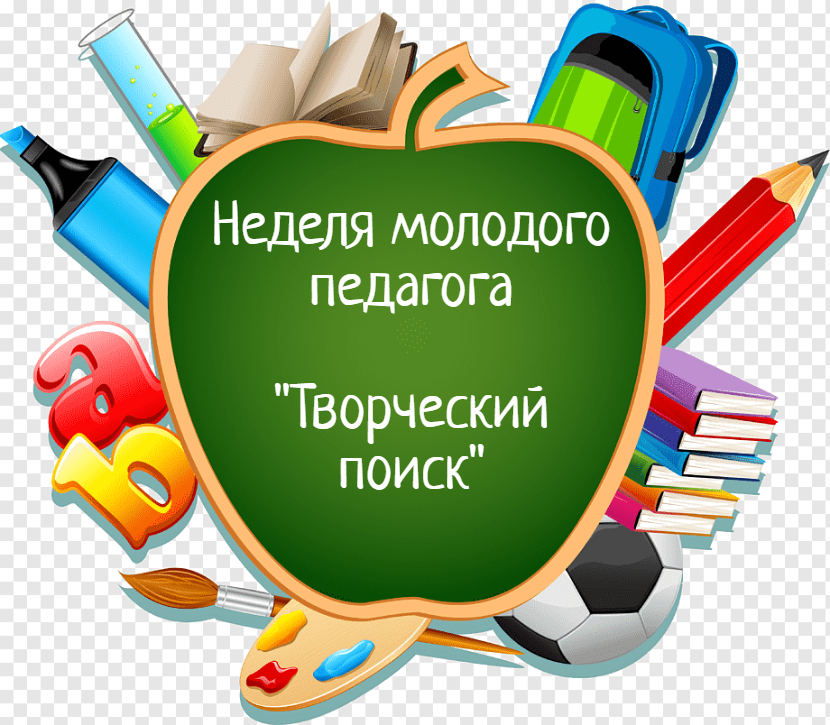 Неделя молодого
педагога
"Творческий
поиск"
а
ь